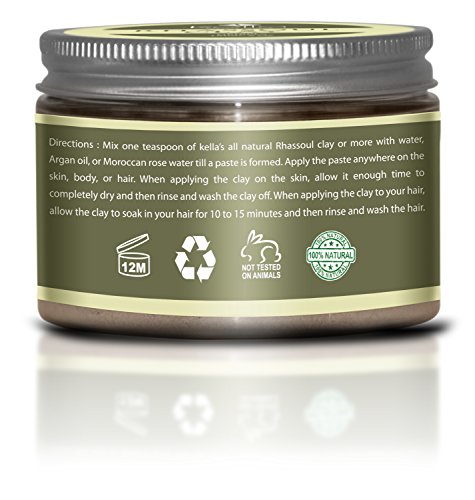 Directions : Mix one teaspoon of kella's all natural Rhassoul clay or more with water,
Argan oil, or Moroccan rose water till a paste is formed. Apply the paste anywhere on the
skin, body, or hair. When applying the clay on the skin, allow it enough time to
completely dry and then rinse and wash the clay off. When applying the clay to your hair,
allow the clay to soak in your hair for 10 to 15 minutes and then rinse and wash the hair.
12M
NOT TESTED
ON ANIMALS
100% NATURAL
100% NATURAL
100% NATURAL